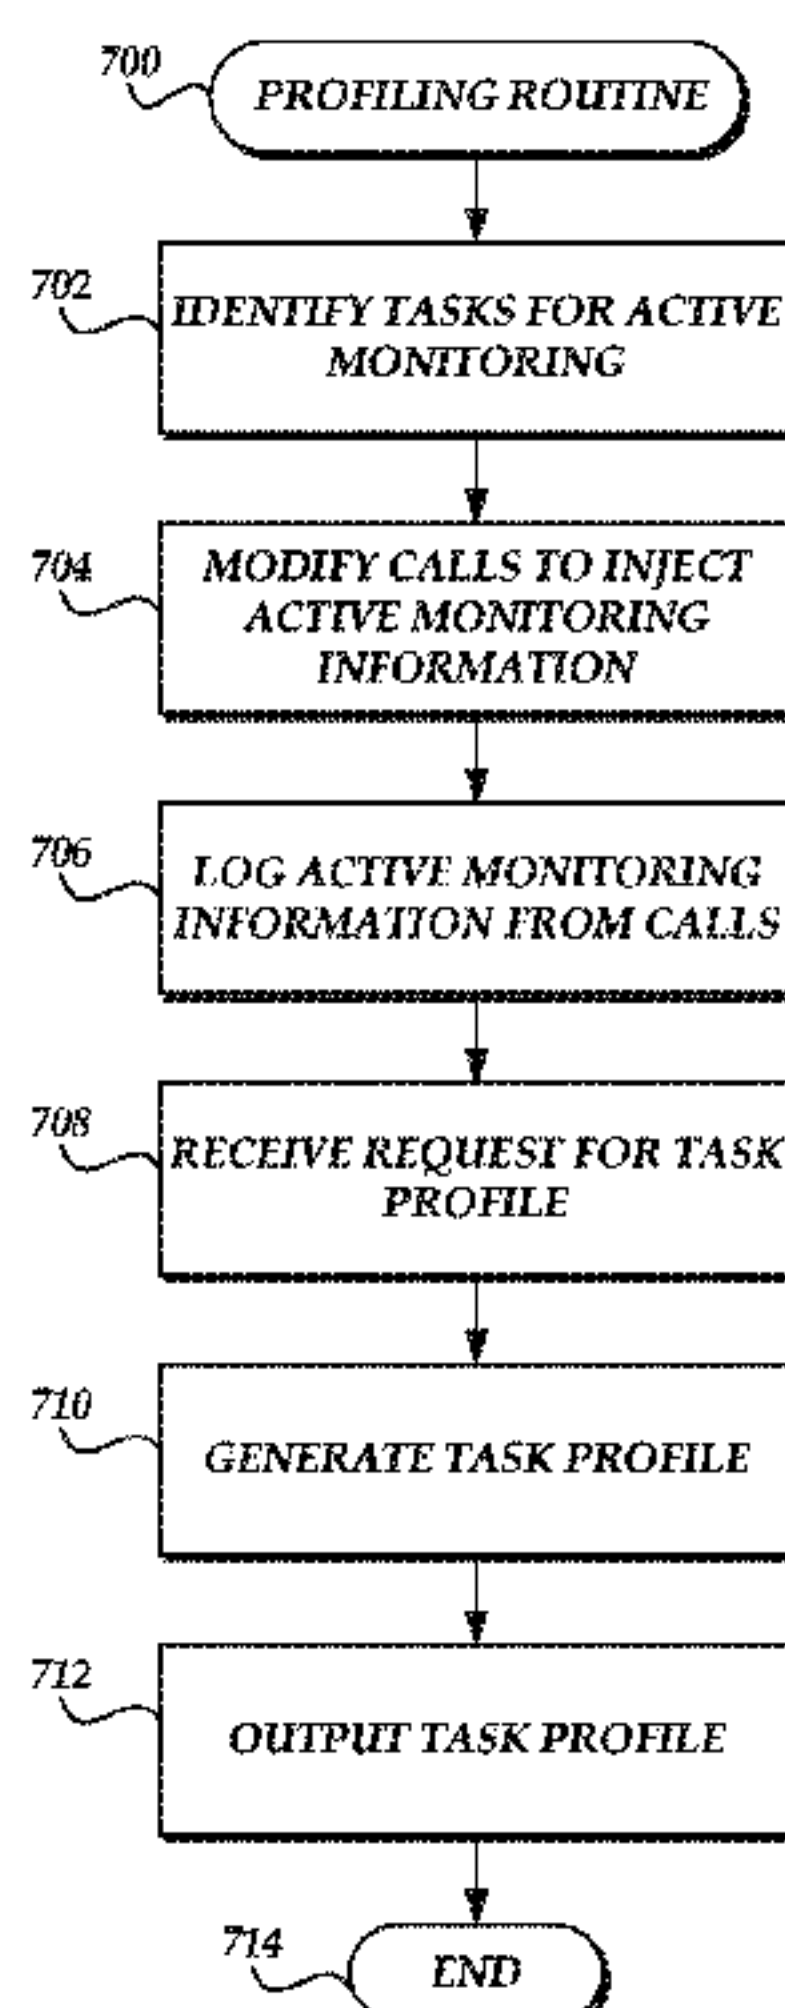 700
PROFILING ROUTINE
702
IDENTIFY TASKS FOR ACTIVE
MONITORING
704
MODIFY CALLS TO INJECT
ACTIVE MONITORING
INFORMATION
706
LOG ACTIVE MONITORING
INFORMATION FROM CALLS
708
RECEIVE REQUEST FOR TASK
PROFILE
710
GENERATE TASK PROFILE
712
OUTPUT TASK PROFILE
714
END